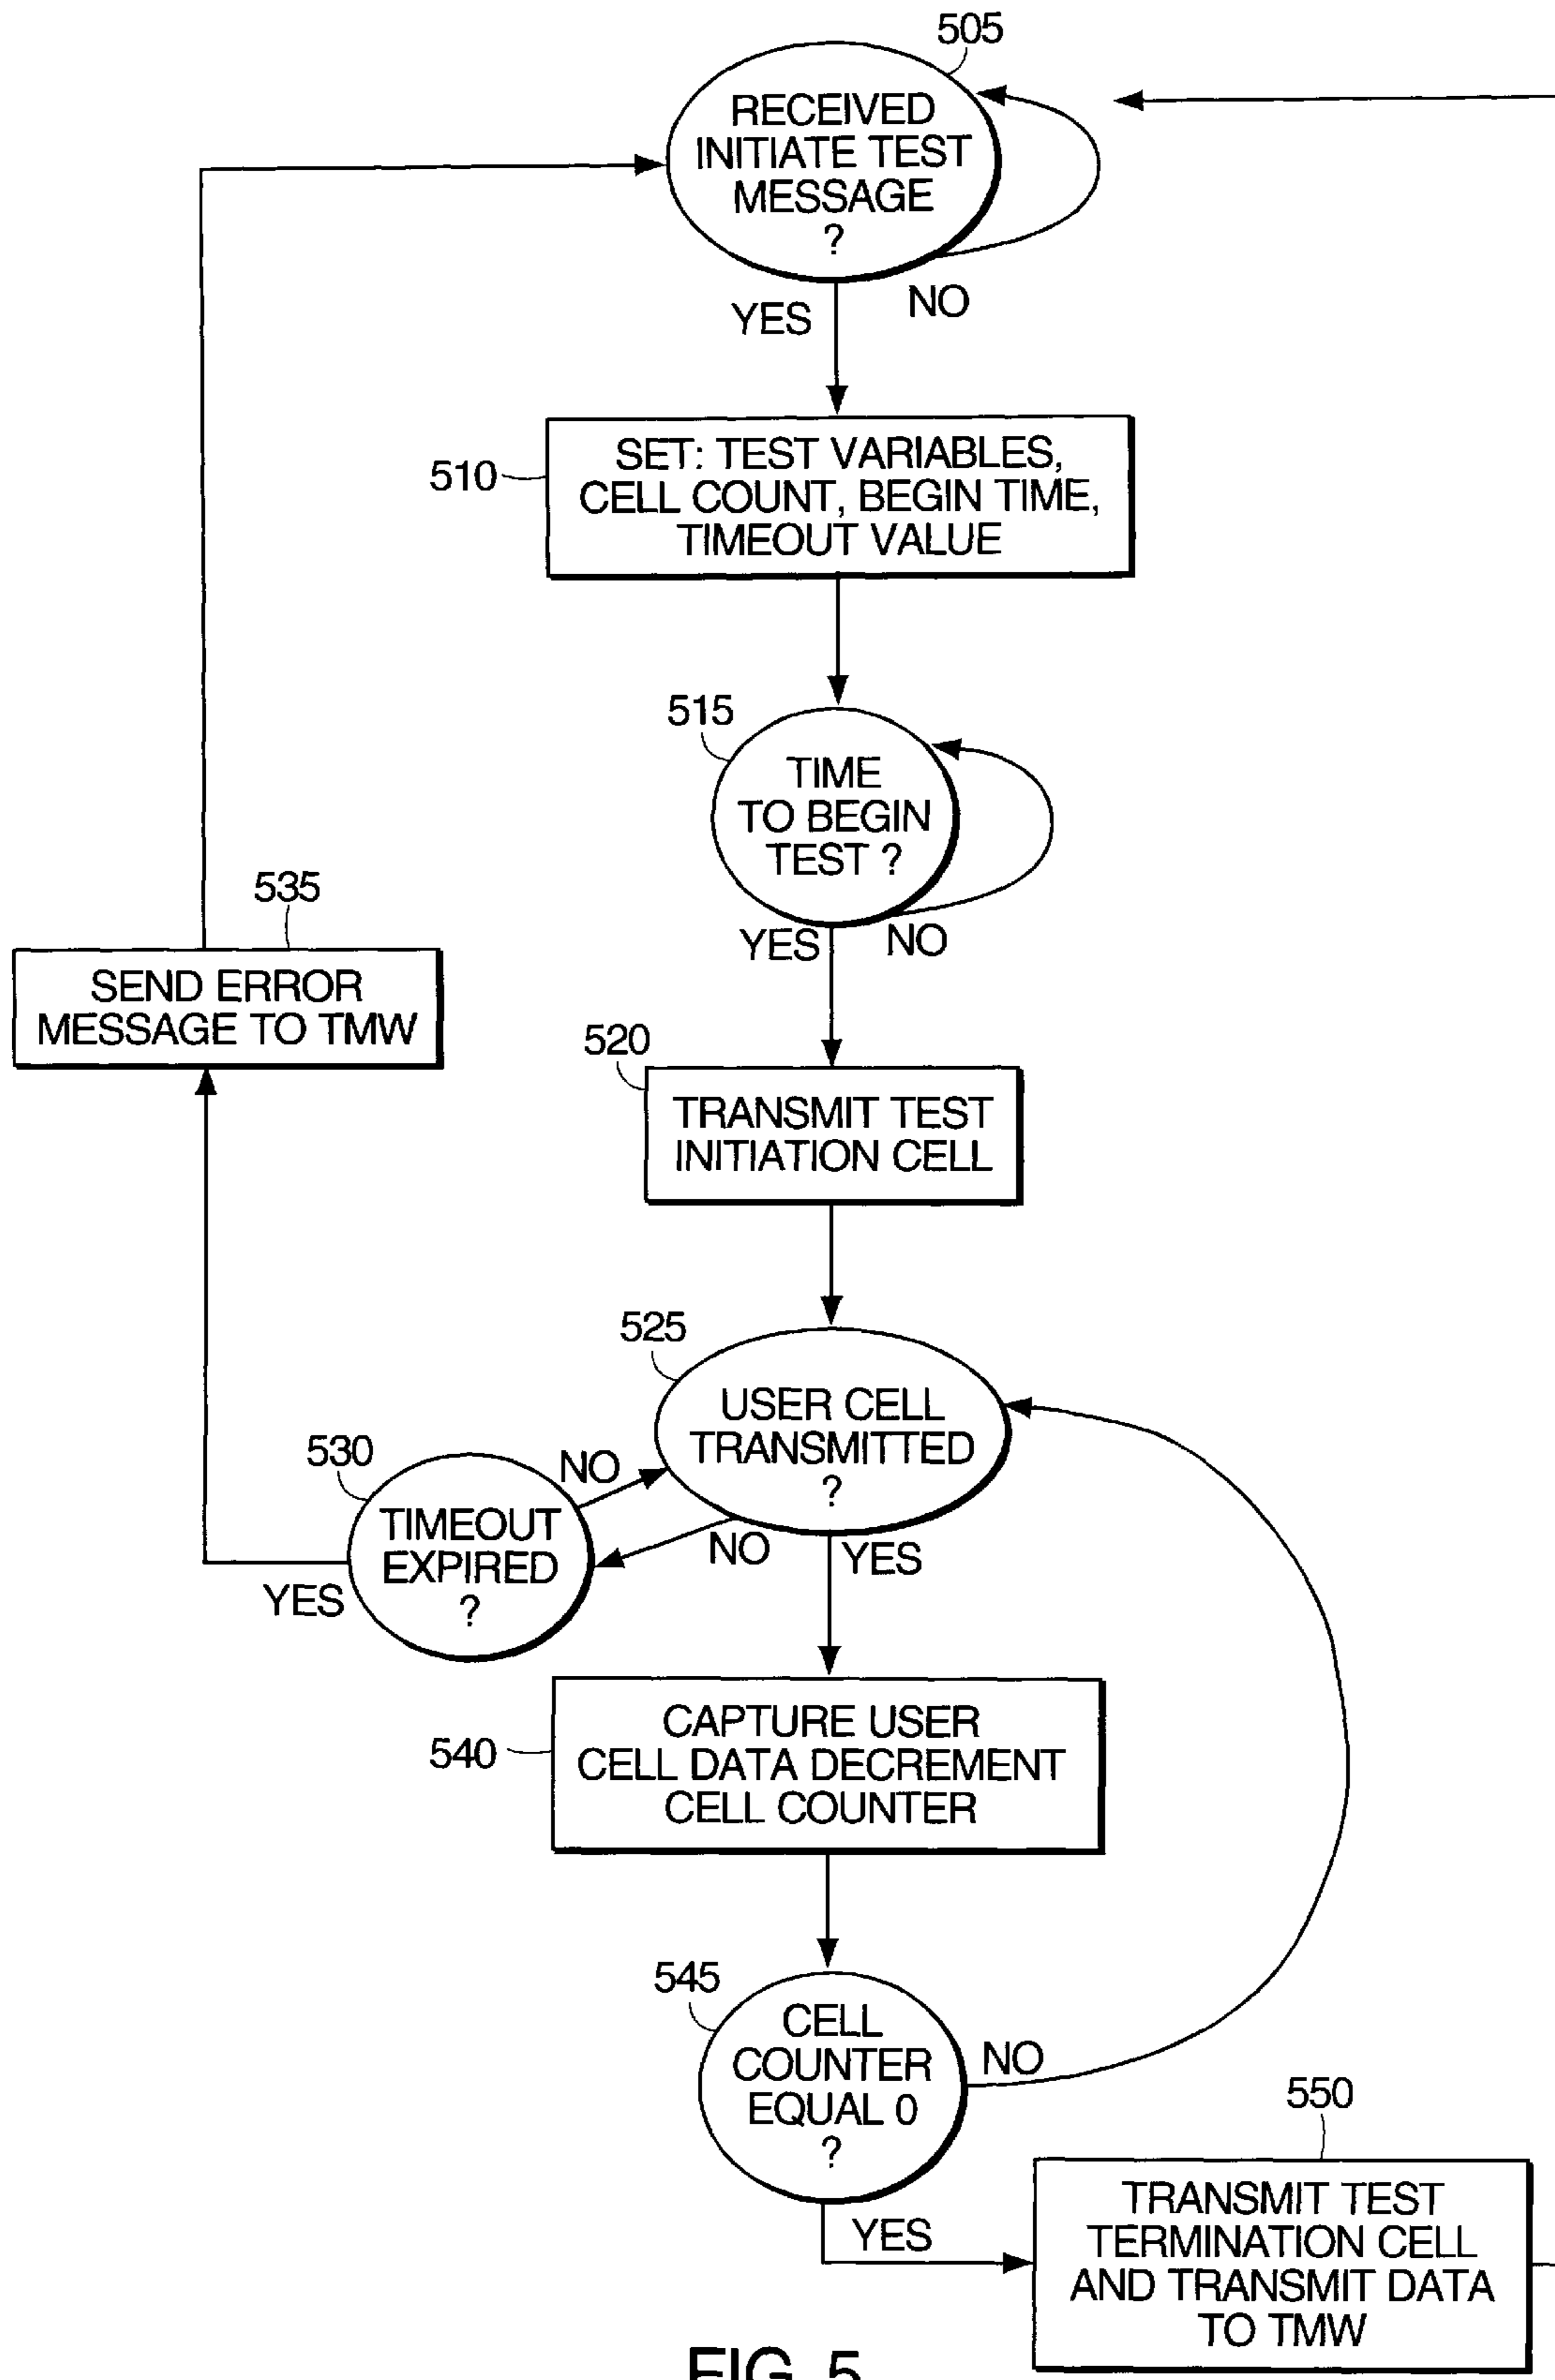 505
RECEIVED
INITIATE TEST
MESSAGE
?
YES
NO
510
SET: TEST VARIABLES,
CELL COUNT, BEGIN TIME,
TIMEOUT VALUE
515
TIME
TO BEGIN
TEST ?
YES
NO
535
SEND ERROR
MESSAGE TO TMW
520
TRANSMIT TEST
INITIATION CELL
525
USER CELL
TRANSMITTED
?
530
NO
TIMEOUT
EXPIRED
?
NO
YES
YES
540
CAPTURE USER
CELL DATA DECREMENT
CELL COUNTER
545
CELL
COUNTER
EQUAL 0
?
NO
YES
550
TRANSMIT TEST
TERMINATION CELL
AND TRANSMIT DATA
TO TMW
FIG. 5